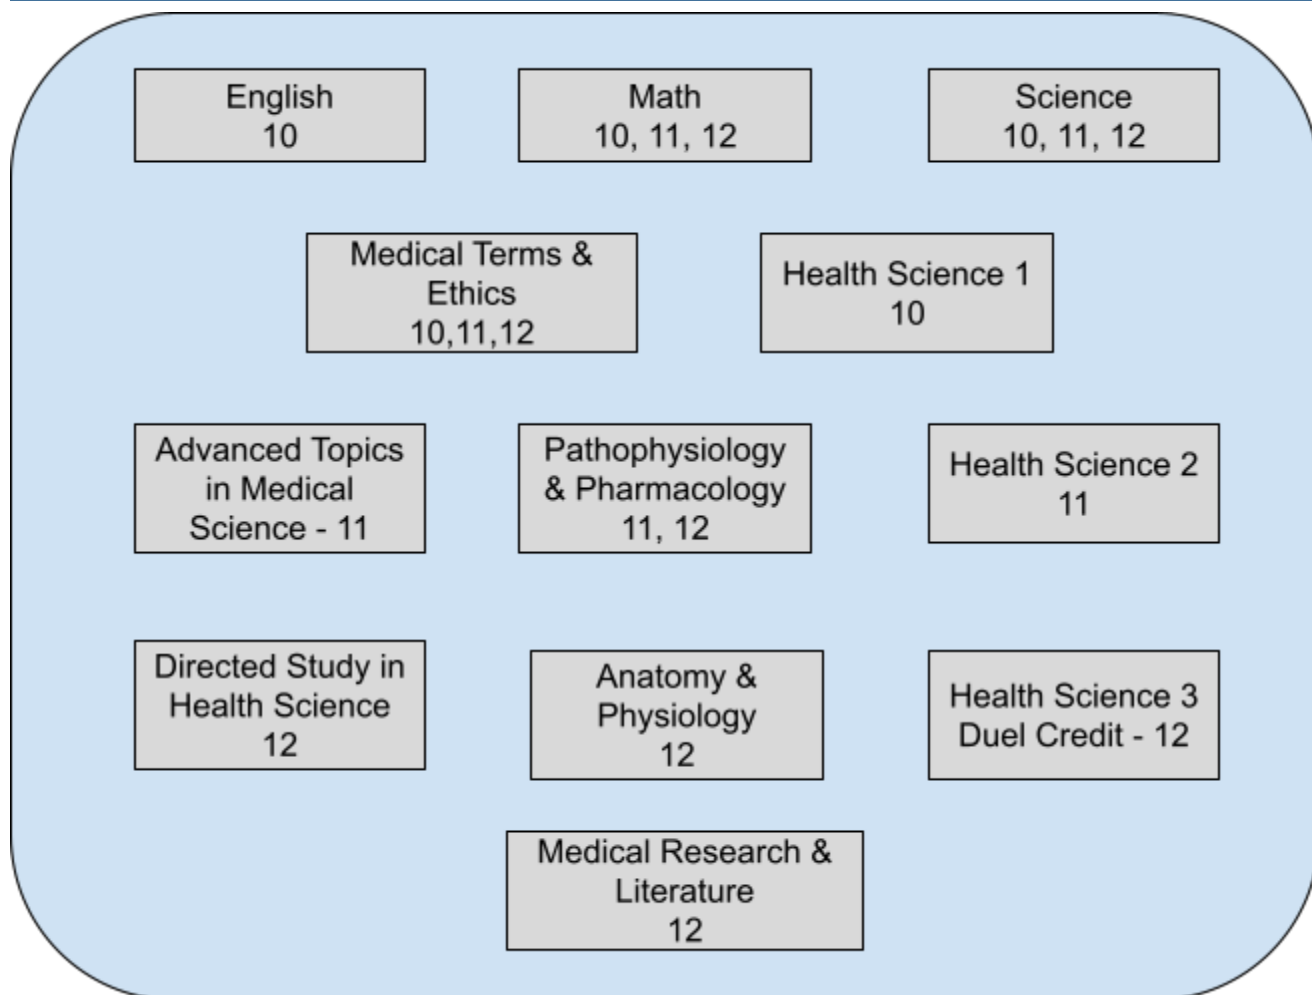 English
10
Math
10, 11, 12
Science
10, 11, 12
Medical Terms &
Ethics
10,11,12
Health Science 1
10
Advanced Topics
in Medical
Science - 11
Pathophysiology
& Pharmacology
11, 12
Health Science 2
11
Directed Study in
Health Science
12
Anatomy &
Physiology
12
Health Science 3
Duel Credit - 12
Medical Research &
Literature
12